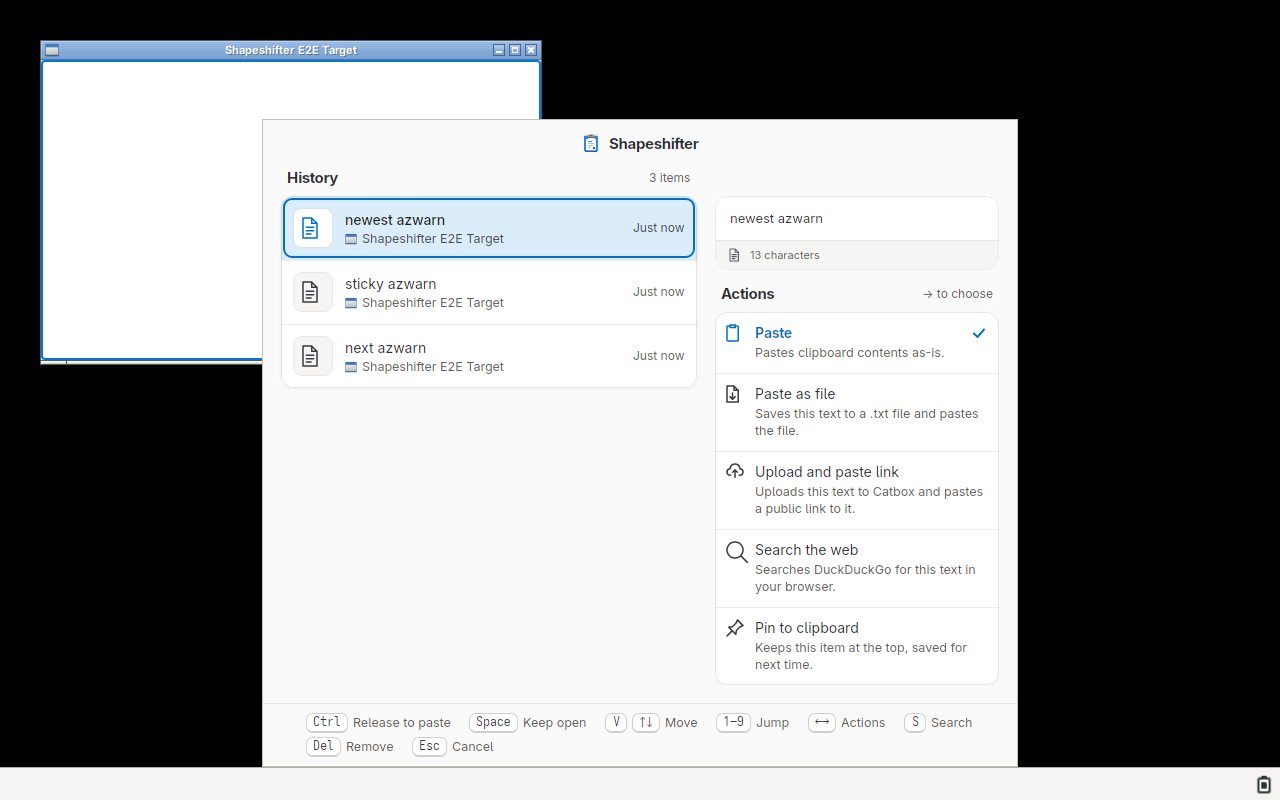 Shapeshifter E2E Target
Shapeshifter
History
3 items
newest azwarn
Shapeshifter E2E Target
Just now
sticky azwarn
Shapeshifter E2E Target
Just now
next azwarn
Shapeshifter E2E Target
Just now
newest azwarn
13 characters
Actions
→ to choose
Paste
Pastes clipboard contents as-is.
Paste as file
Saves this text to a .txt file and pastes
the file.
Upload and paste link
Uploads this text to Catbox and pastes
a public link to it.
Search the web
Searches DuckDuckGo for this text in
your browser.
Pin to clipboard
Keeps this item at the top, saved for
next time.
Ctrl Release to paste Space Keep open V ↑↓ Move 1–9 Jump ↔ Actions S Search
Del Remove Esc Cancel